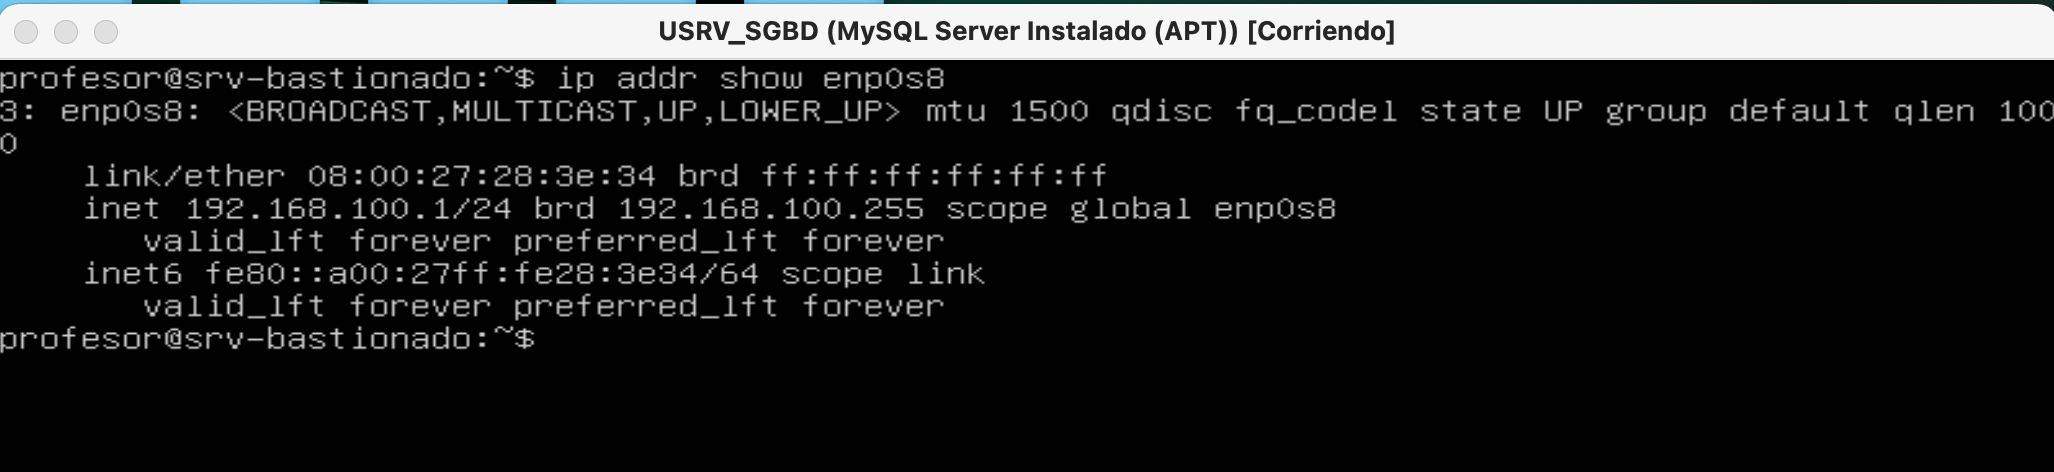 USRV_SGBD (MySQL Server Instalado (APT)) [Corriendo]
profesor@srv-bastionado:~$ ip addr show enp0s8
3: enp0s8: <BROADCAST,MULTICAST,UP,LOWER_UP> mtu 1500 qdisc fq_codel state UP group default qlen 100
0
    link/ether 08:00:27:28:3e:34 brd ff:ff:ff:ff:ff:ff
    inet 192.168.100.1/24 brd 192.168.100.255 scope global enp0s8
       valid_lft forever preferred_lft forever
    inet6 fe80::a00:27ff:fe28:3e34/64 scope link
       valid_lft forever preferred_lft forever
profesor@srv-bastionado:~$